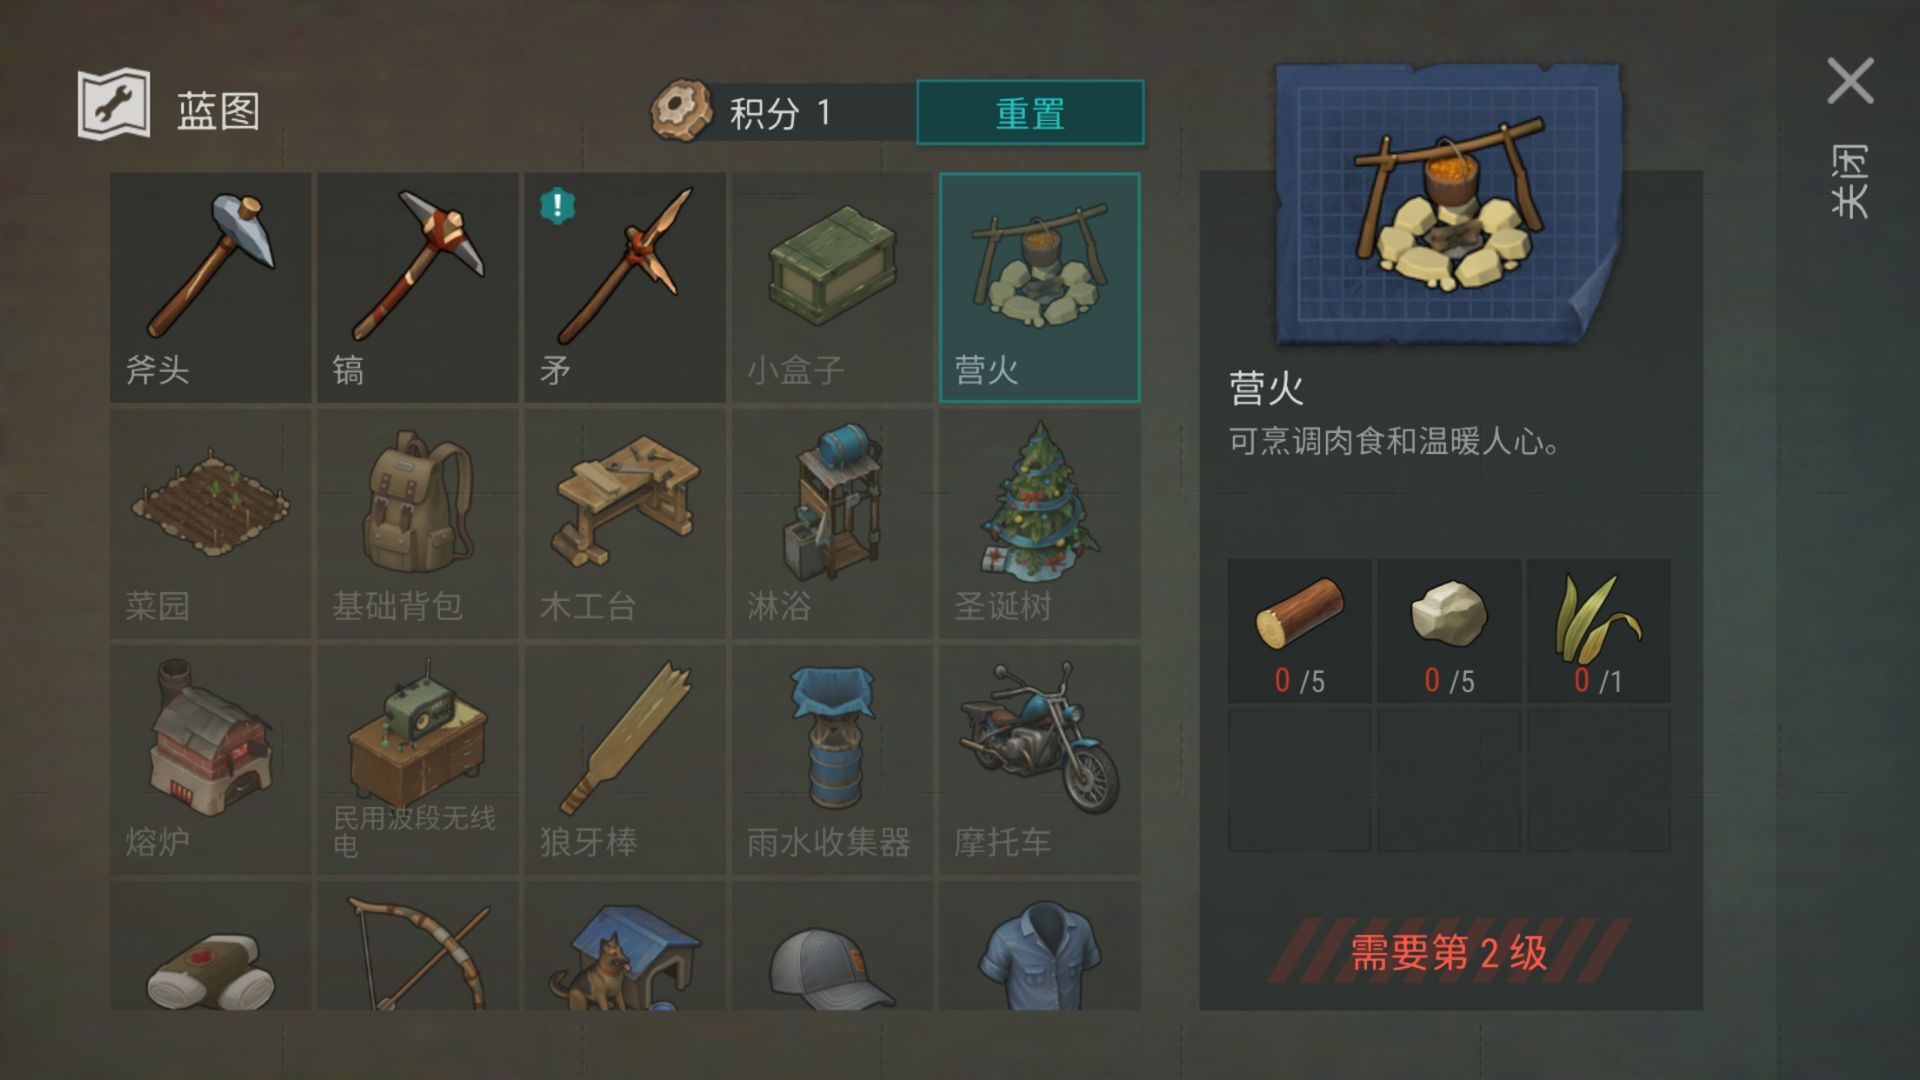 蓝图
积分 1
重置
关闭
斧头
镐
矛
小盒子
营火
菜园
基础背包
木工台
淋浴
圣诞树
熔炉
民用波段无线
电
狼牙棒
雨水收集器
摩托车
营火
可烹调肉食和温暖人心。
0 /5
0 /5
0 /1
需要第 2 级